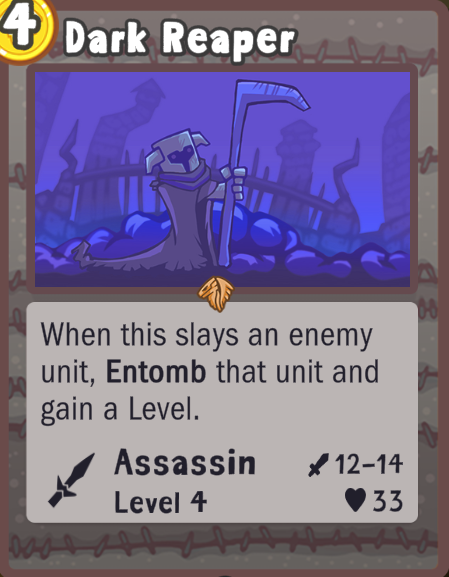 4
Dark Reaper
When this slays an enemy
unit, Entomb that unit and
gain a Level.
Assassin 12–14
Level 4 33